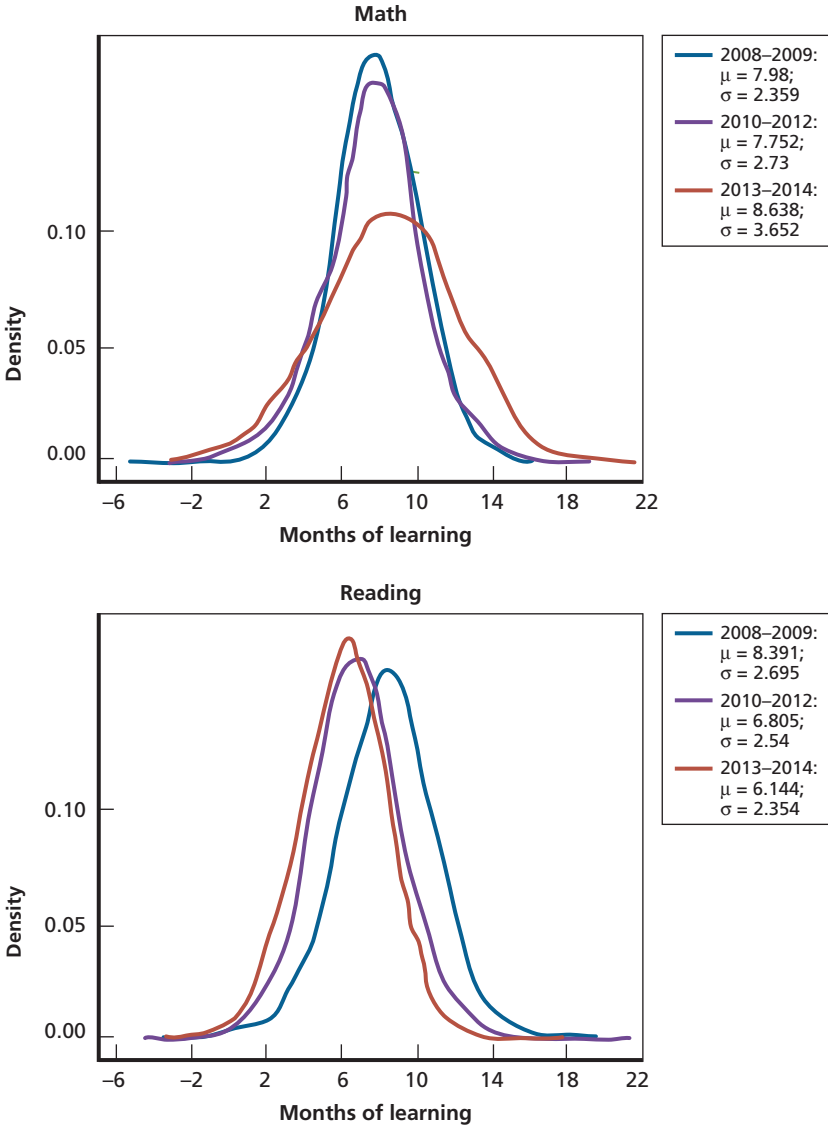 Math
2008–2009:
μ = 7.98;
σ = 2.359
2010–2012:
μ = 7.752;
σ = 2.73
2013–2014:
μ = 8.638;
σ = 3.652
0.10
0.05
0.00
Density
–6 –2 2 6 10 14 18 22
Months of learning
Reading
2008–2009:
μ = 8.391;
σ = 2.695
2010–2012:
μ = 6.805;
σ = 2.54
2013–2014:
μ = 6.144;
σ = 2.354
0.10
0.05
0.00
Density
–6 –2 2 6 10 14 18 22
Months of learning